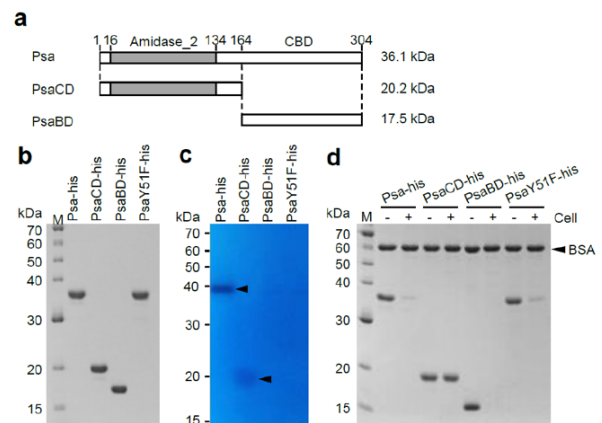 a
1 16 Amidase_2 134 164 CBD 304
Psa 36.1 kDa
PsaCD 20.2 kDa
PsaBD 17.5 kDa
b
Psa-his PsaCD-his PsaBD-his PsaY51F-his
kDa M
70
60
50
40
30
20
15
c
Psa-his PsaCD-his PsaBD-his PsaY51F-his
kDa
70
60
50
40
30
20
15
d
Psa-his PsaCD-his PsaBD-his PsaY51F-his
kDa M - + - + - + - + Cell
70
60 BSA
50
40
30
20
15